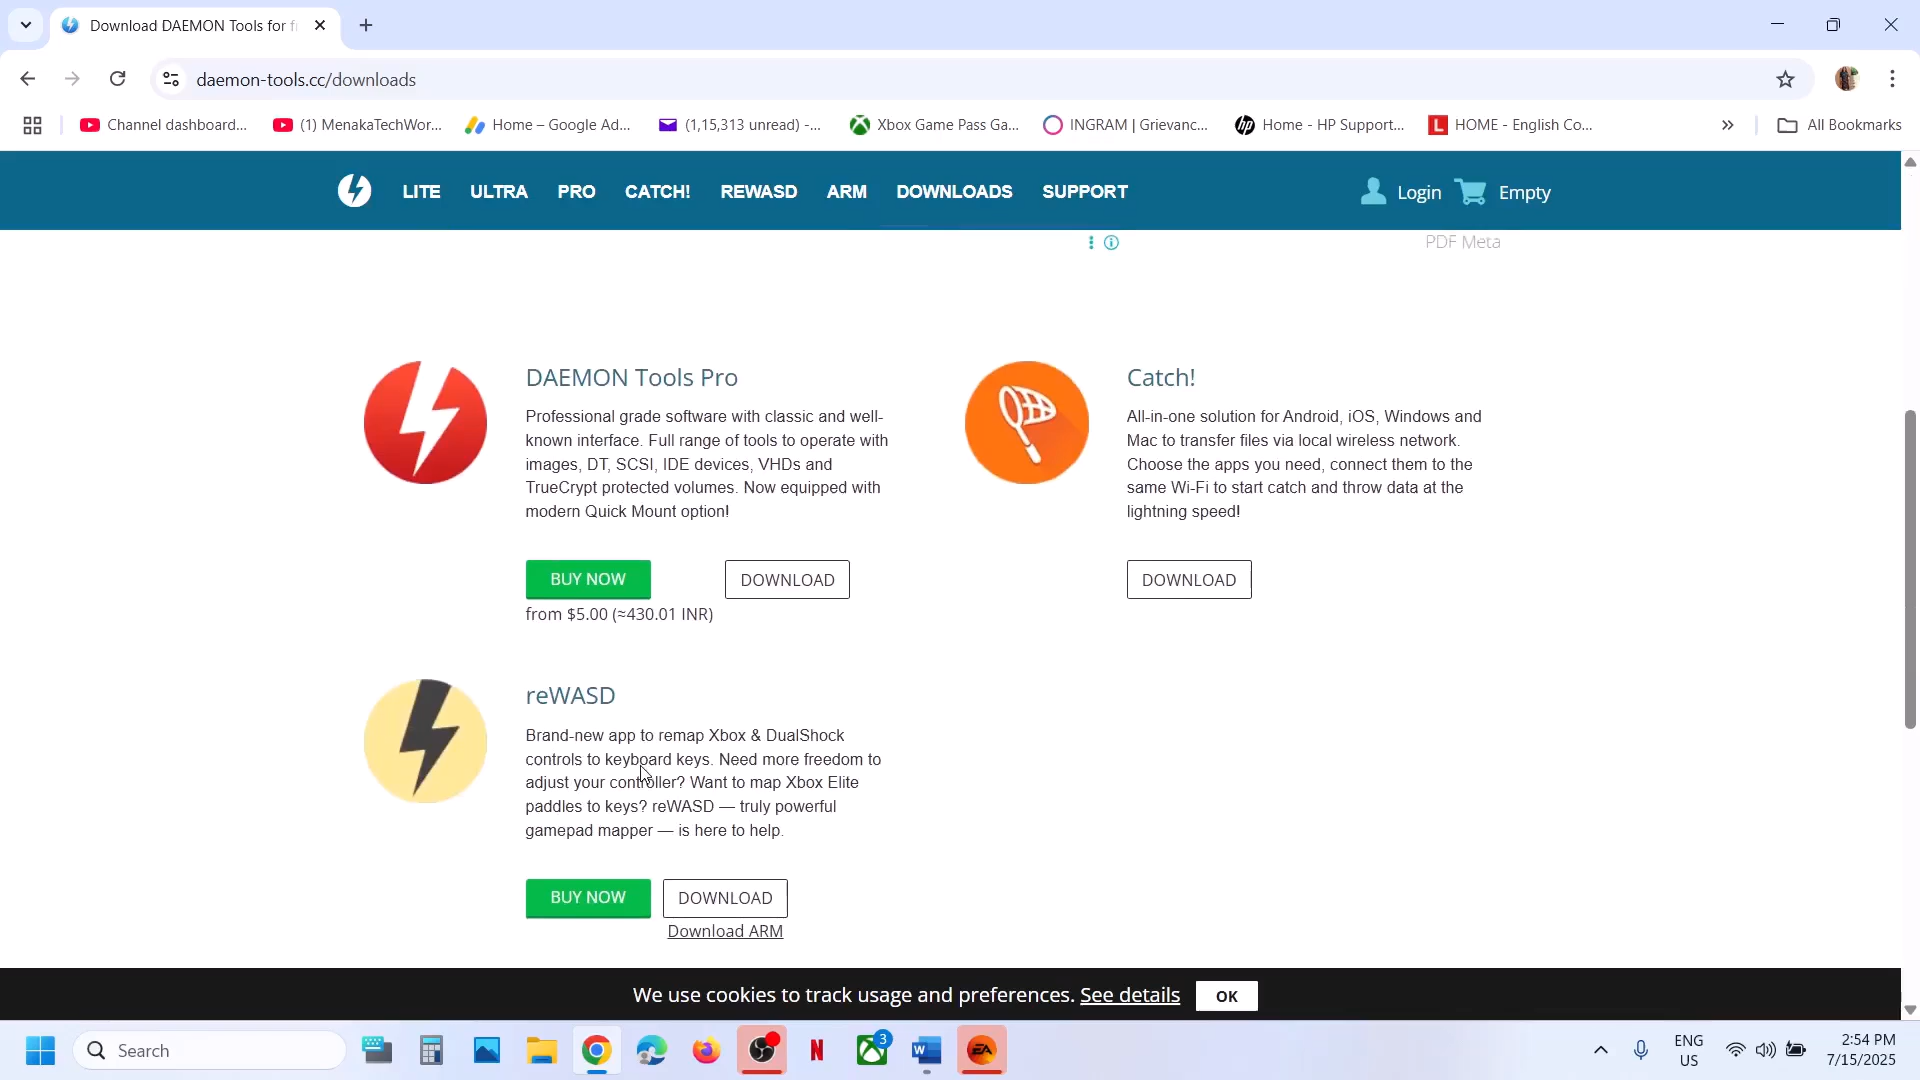 Download DAEMON Tools for f
daemon-tools.cc/downloads
Channel dashboard...
(1) MenakaTechWor...
Home – Google Ad...
(1,15,313 unread) -...
Xbox Game Pass Ga...
INGRAM | Grievanc...
hp
Home - HP Support...
L
HOME - English Co...
All Bookmarks
LITE
ULTRA
PRO
CATCH!
REWASD
ARM
DOWNLOADS
SUPPORT
Login
Empty
PDF Meta
DAEMON Tools Pro
Professional grade software with classic and well-
known interface. Full range of tools to operate with
images, DT, SCSI, IDE devices, VHDs and
TrueCrypt protected volumes. Now equipped with
modern Quick Mount option!
BUY NOW
DOWNLOAD
from $5.00 (≈430.01 INR)
Catch!
All-in-one solution for Android, iOS, Windows and
Mac to transfer files via local wireless network.
Choose the apps you need, connect them to the
same Wi-Fi to start catch and throw data at the
lightning speed!
DOWNLOAD
reWASD
Brand-new app to remap Xbox & DualShock
controls to keyboard keys. Need more freedom to
adjust your controller? Want to map Xbox Elite
paddles to keys? reWASD — truly powerful
gamepad mapper — is here to help.
BUY NOW
DOWNLOAD
Download ARM
We use cookies to track usage and preferences. See details
OK
Search
N
3
W
EA
ENG
US
2:54 PM
7/15/2025